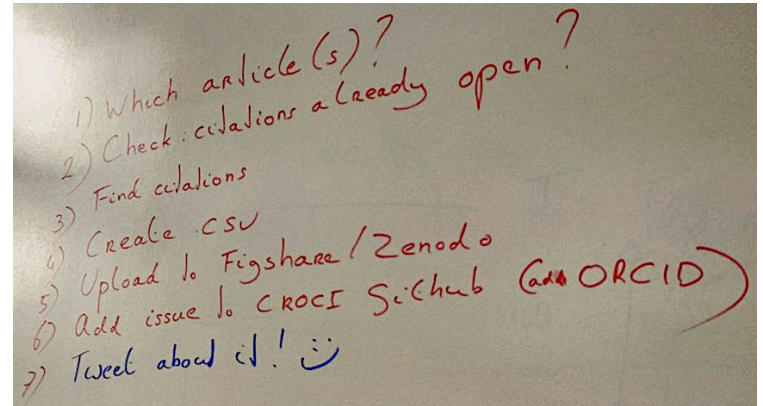 1) Which article(s)?
2) Check: citations already open?
3) Find citations
4) Create .csv
5) Upload to Figshare/Zenodo
6) Add issue to CROCI GitHub (add ORCID)
7) Tweet about it! :)